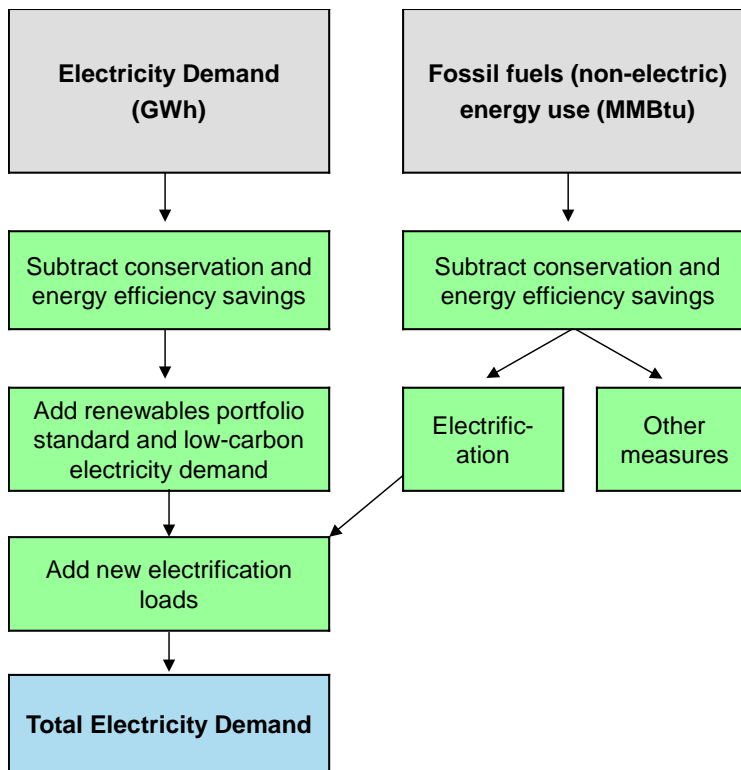 Electricity Demand
(GWh)
Fossil fuels (non-electric)
energy use (MMBtu)
Subtract conservation and
energy efficiency savings
Subtract conservation and
energy efficiency savings
Add renewables portfolio
standard and low-carbon
electricity demand
Electrific-
ation
Other
measures
Add new electrification
loads
Total Electricity Demand